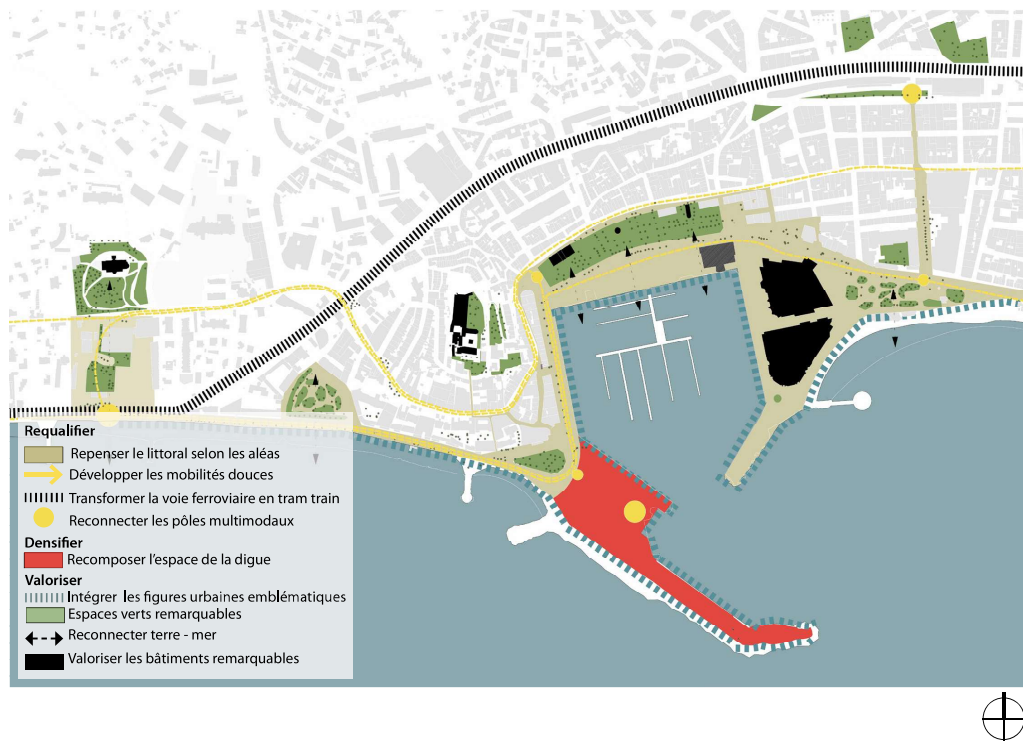 Requalifier
Repenser le littoral selon les aléas
Développer les mobilités douces
Transformer la voie ferroviaire en tram train
Reconnecter les pôles multimodaux
Densifier
Recomposer l'espace de la digue
Valoriser
Intégrer les figures urbaines emblématiques
Espaces verts remarquables
Reconnecter terre - mer
Valoriser les bâtiments remarquables